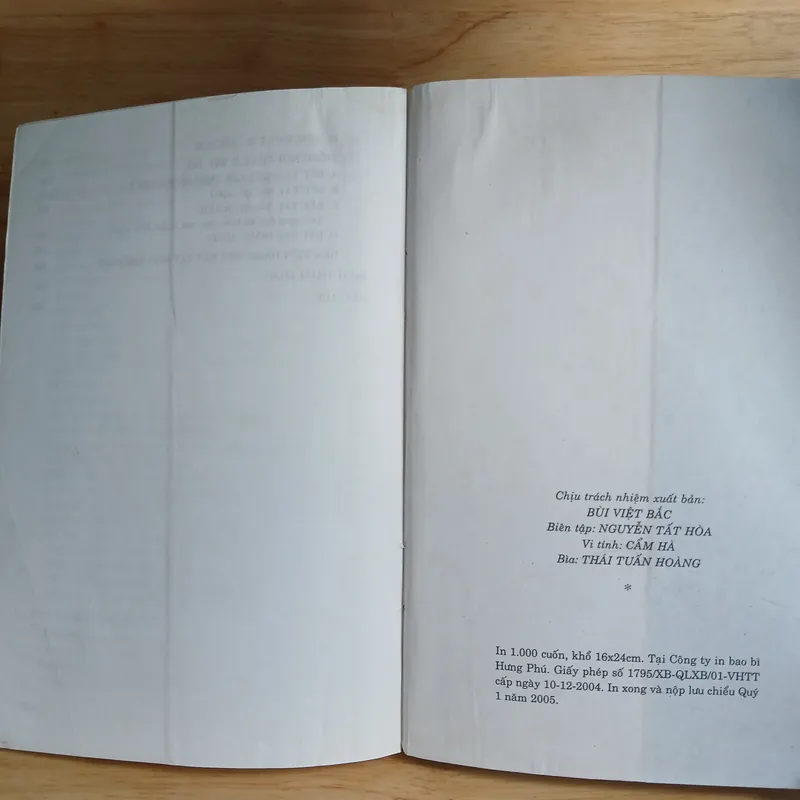 Chịu trách nhiệm xuất bản:
BÙI VIỆT BẮC
Biên tập: NGUYỄN TẤT HÒA
Vi tính: CẨM HÀ
Bìa: THÁI TUẤN HOÀNG
*
In 1.000 cuốn, khổ 16x24cm. Tại Công ty in bao bì
Hưng Phú. Giấy phép số 1795/XB-QLXB/01-VHTT
cấp ngày 10-12-2004. In xong và nộp lưu chiểu Quý
1 năm 2005.